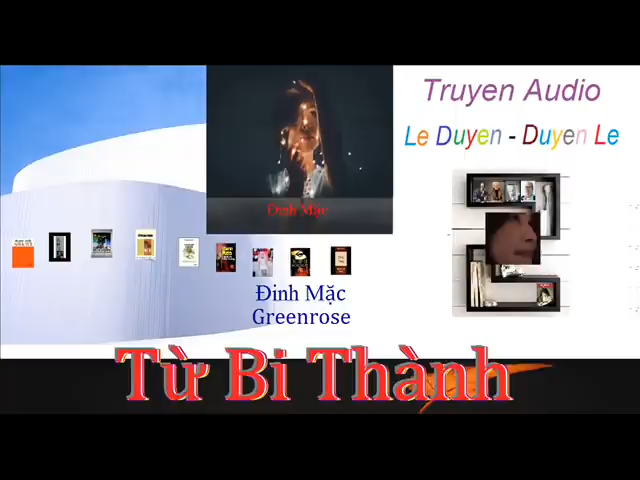 Truyen Audio
Le Duyen - Duyen Le
Đinh Mặc
Đinh Mặc
Greenrose
Từ Bi Thành